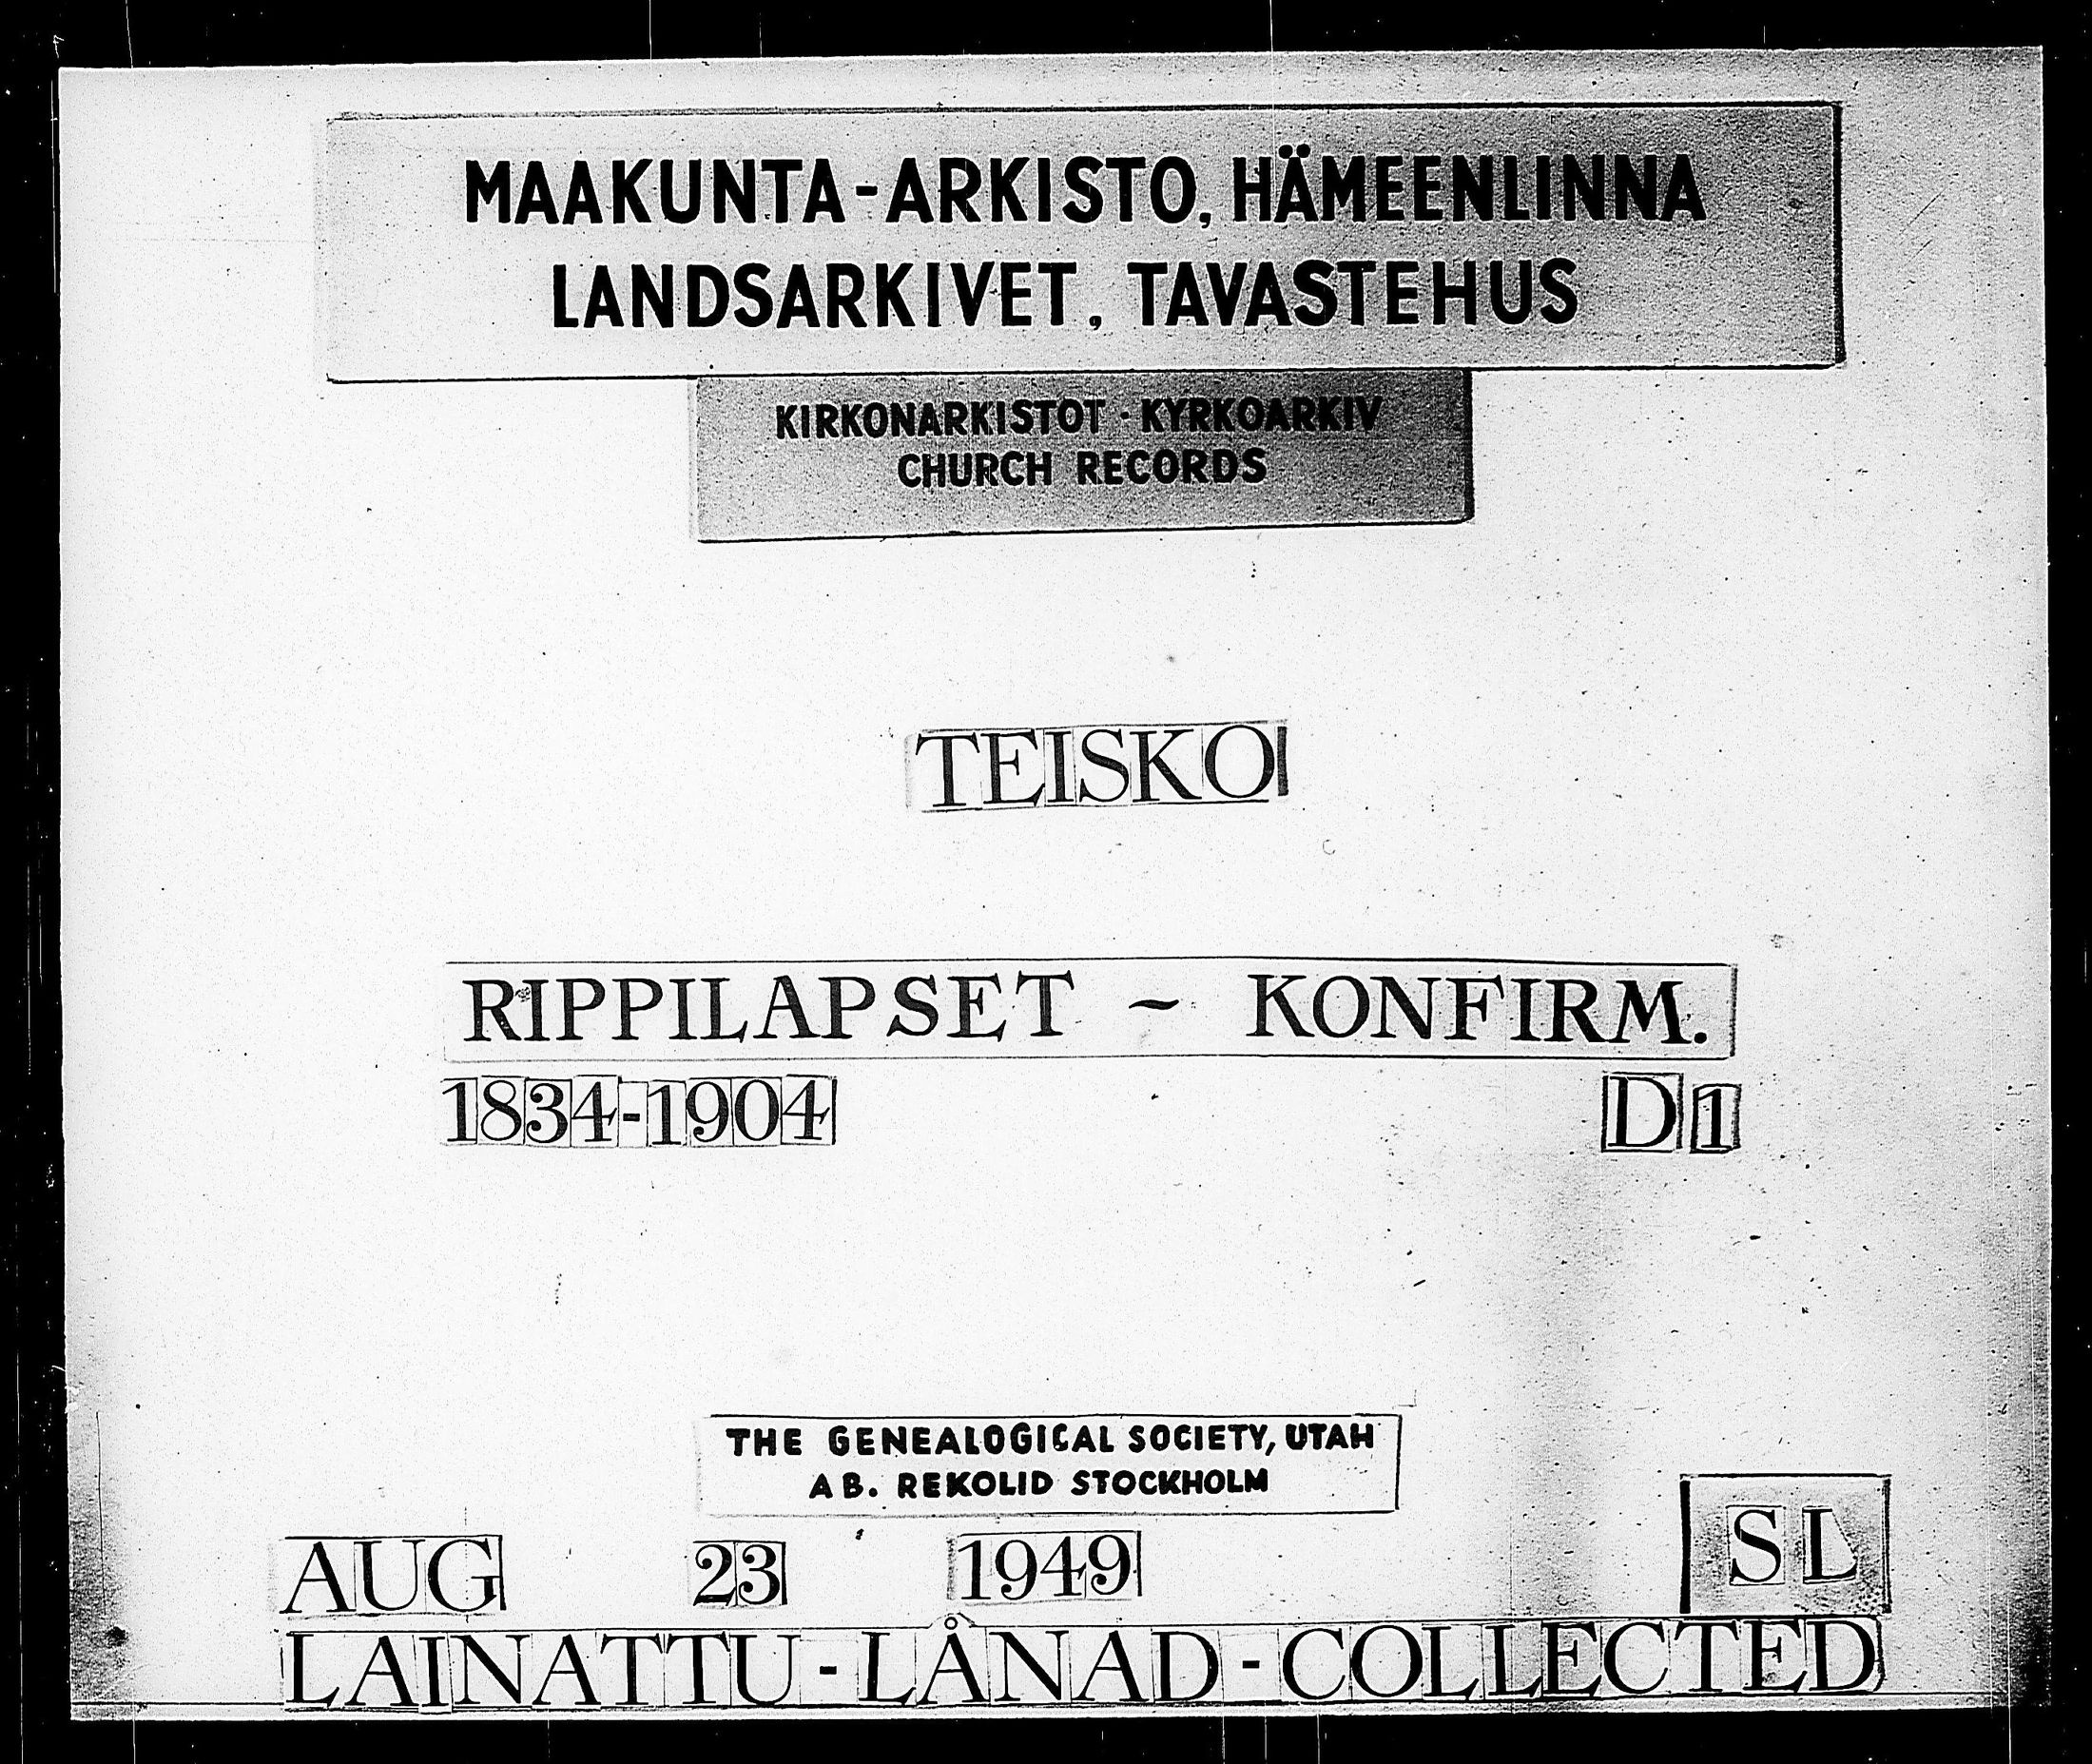 MAAKUNTA-ARKISTO, HÄMEENLINNA
LANDSARKIVET, TAVASTEHUS
KIRKONARKISTOT · KYRKOARKIV
CHURCH RECORDS
TEISKO
RIPPILAPSET ~ KONFIRM.
1834-1904 D1
THE GENEALOGICAL SOCIETY, UTAH
AB. REKOLID STOCKHOLM
AUG 23 1949 SL
LAINATTU-LÅNAD-COLLECTED